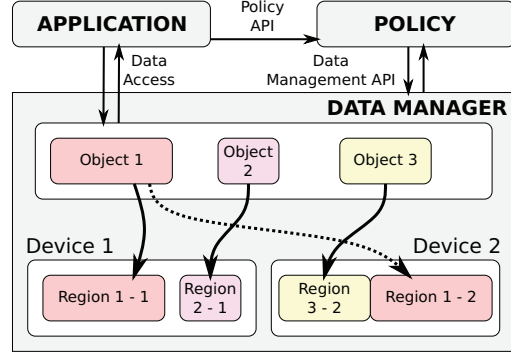 APPLICATION
Policy
API
POLICY
Data
Access
Data
Management API
DATA MANAGER
Object 1
Object
2
Object 3
Device 1
Device 2
Region 1 - 1
Region
2 - 1
Region
3 - 2
Region 1 - 2